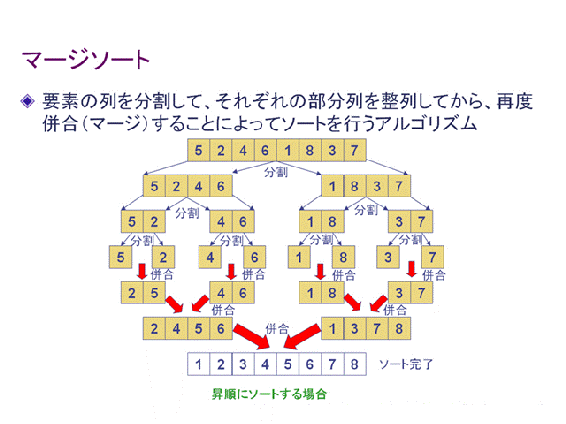 マージソート
要素の列を分割して、それぞれの部分列を整列してから、再度
併合(マージ)することによってソートを行うアルゴリズム
5 2 4 6 1 8 3 7
分割
5 2 4 6 1 8 3 7
分割 分割
5 2 4 6 1 8 3 7
分割 分割 分割 分割
5 2 4 6 1 8 3 7
併合 併合 併合 併合
2 5 4 6 1 8 3 7
併合 併合
2 4 5 6 併合 1 3 7 8
1 2 3 4 5 6 7 8 ソート完了
昇順にソートする場合